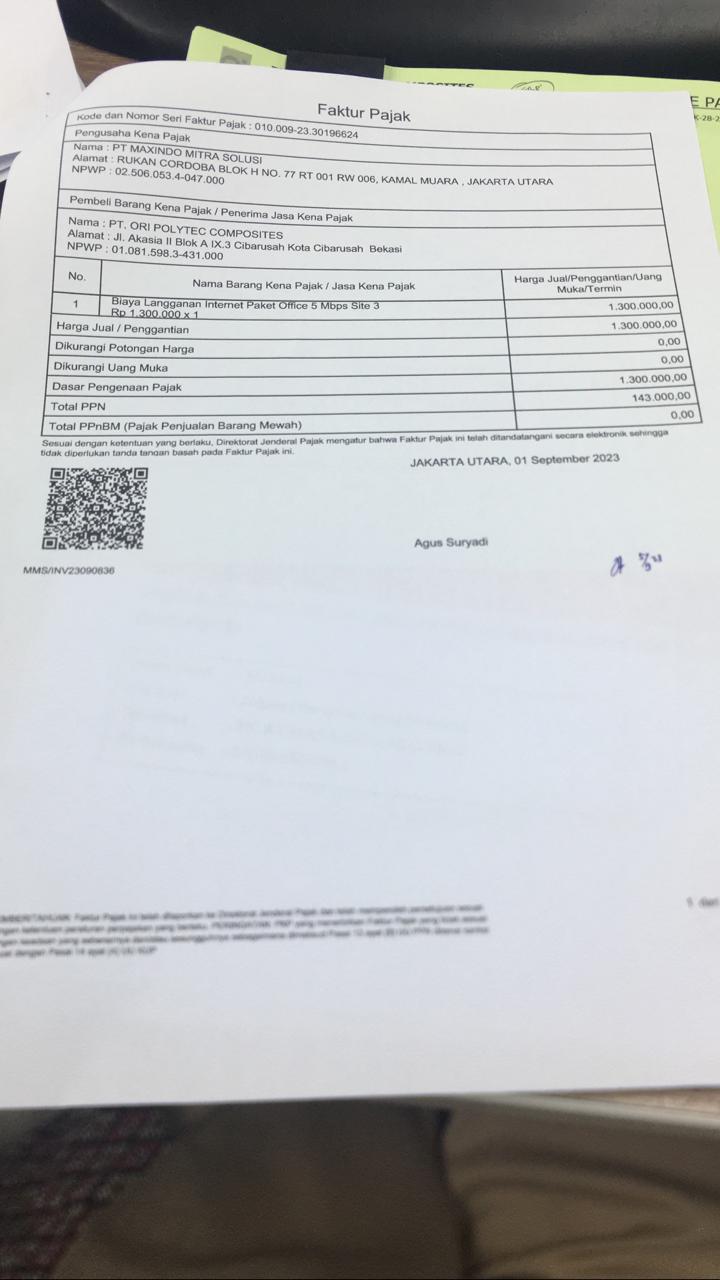 Faktur Pajak
Kode dan Nomor Seri Faktur Pajak : 010.009-23.30196624
Pengusaha Kena Pajak
Nama : PT MAXINDO MITRA SOLUSI
Alamat : RUKAN CORDOBA BLOK H NO. 77 RT 001 RW 006, KAMAL MUARA , JAKARTA UTARA
NPWP : 02.506.053.4-047.000
Pembeli Barang Kena Pajak / Penerima Jasa Kena Pajak
Nama : PT. ORI POLYTEC COMPOSITES
Alamat : Jl. Akasia II Blok A IX.3 Cibarusah Kota Cibarusah Bekasi
NPWP : 01.081.598.3-431.000
No. Nama Barang Kena Pajak / Jasa Kena Pajak Harga Jual/Penggantian/Uang Muka/Termin
1 Biaya Langganan Internet Paket Office 5 Mbps Site 3 1.300.000,00
Rp 1.300.000 x 1
Harga Jual / Penggantian 1.300.000,00
Dikurangi Potongan Harga 0,00
Dikurangi Uang Muka 0,00
Dasar Pengenaan Pajak 1.300.000,00
Total PPN 143.000,00
Total PPnBM (Pajak Penjualan Barang Mewah) 0,00
Sesuai dengan ketentuan yang berlaku, Direktorat Jenderal Pajak mengatur bahwa Faktur Pajak ini telah ditandatangani secara elektronik sehingga
tidak diperlukan tanda tangan basah pada Faktur Pajak ini.
JAKARTA UTARA, 01 September 2023
Agus Suryadi
MMS/INV23090836